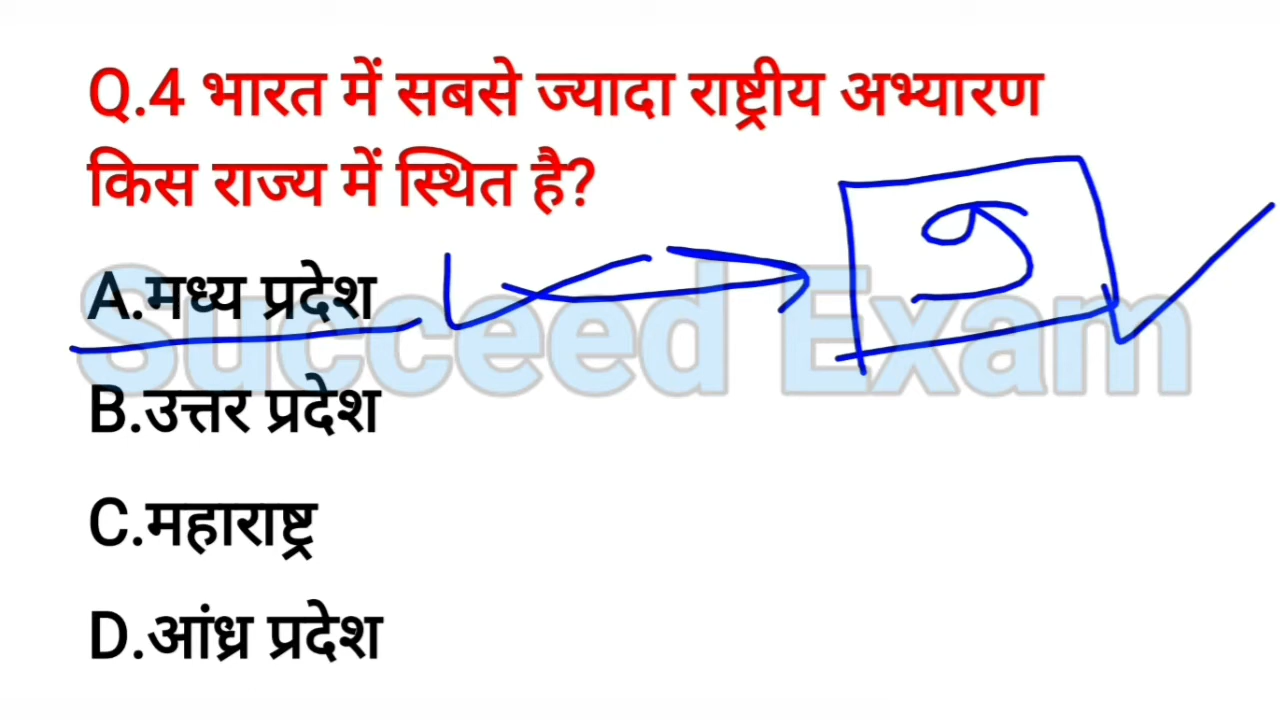 Q.4 भारत में सबसे ज्यादा राष्ट्रीय अभ्यारण
किस राज्य में स्थित है?
A.मध्य प्रदेश
B.उत्तर प्रदेश
C.महाराष्ट्र
D.आंध्र प्रदेश
Succeed Exam